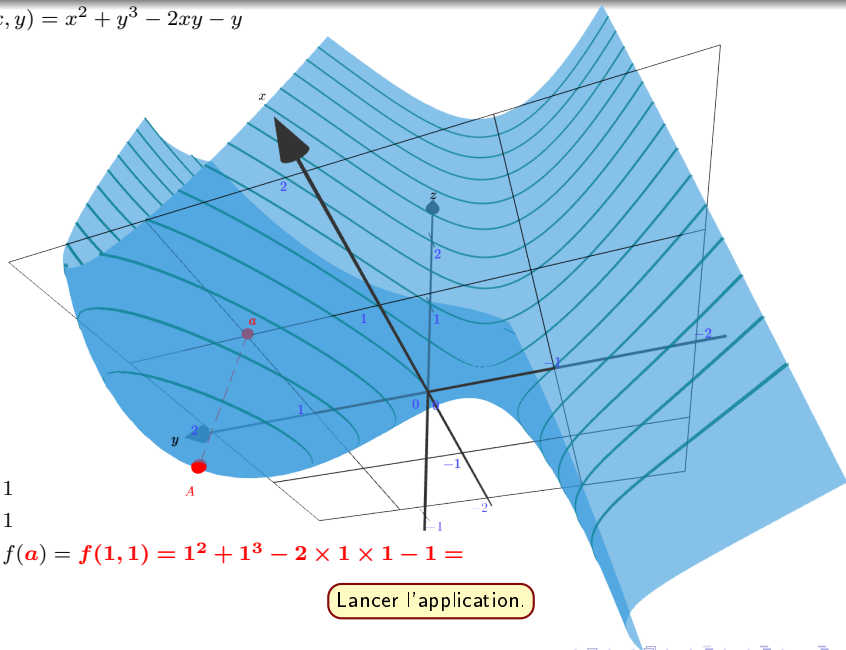 x, y) = x² + y³ − 2xy − y
x
2
z
2
a
1
1
−2
−1
1
0
0
2
y
−1
A
1
−2
1
−1
f(a) = f(1, 1) = 1² + 1³ − 2 × 1 × 1 − 1 =
Lancer l'application.